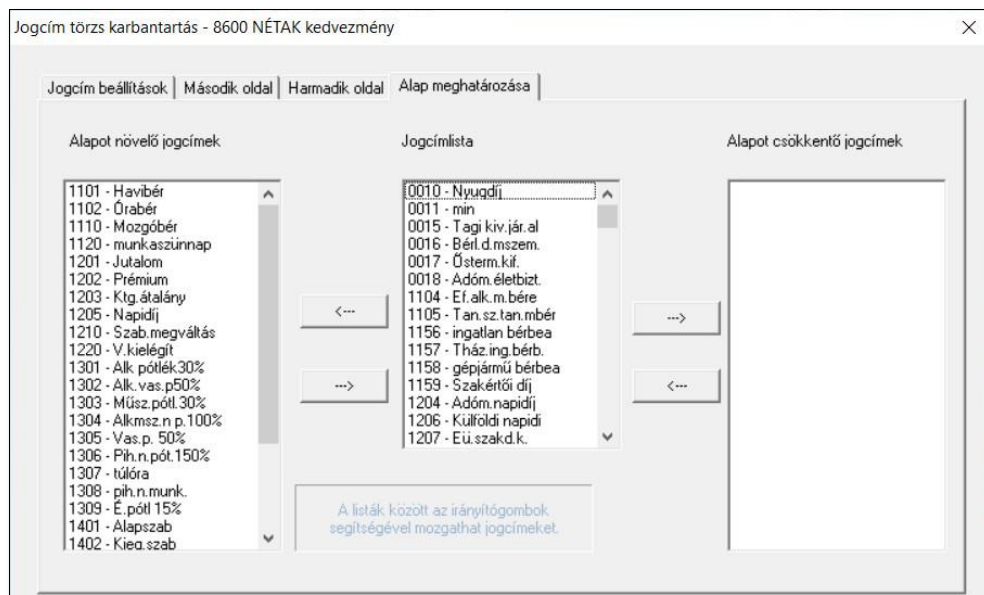 Jogcím törzs karbantartás - 8600 NÉTAK kedvezmény
Jogcím beállítások Második oldal Harmadik oldal Alap meghatározása
Alapot növelő jogcímek
1101 - Havibér
1102 - Órabér
1110 - Mozgóbér
1120 - munkaszünnap
1201 - Jutalom
1202 - Prémium
1203 - Ktg.átalány
1205 - Napidíj
1210 - Szab.megváltás
1220 - V.kielégít
1301 - Alk pótlék30%
1302 - Alk.vas.p50%
1303 - Műsz.pótl.30%
1304 - Alkmsz.n p.100%
1305 - Vas.p. 50%
1306 - Pih.n.pót.150%
1307 - túlóra
1308 - pih.n.munk.
1309 - É.pótl 15%
1401 - Alapszab
1402 - Kieg.szab
<---
--->
Jogcímlista
0010 - Nyugdíj
0011 - min
0015 - Tagi kiv.jár.al
0016 - Bérl.d.mszem.
0017 - Österm.kif.
0018 - Adóm.életbizt.
1104 - Ef.alk.m.bére
1105 - Tan.sz.tan.mbér
1156 - ingatlan bérbea
1157 - Tház.ing.bérb.
1158 - gépjármű bérbea
1159 - Szakértői díj
1204 - Adóm.napidíj
1206 - Külföldi napidi
1207 - Eü.szakd.k.
--->
<---
Alapot csökkentő jogcímek
A listák között az irányítógombok
segítségével mozgathat jogcímeket.